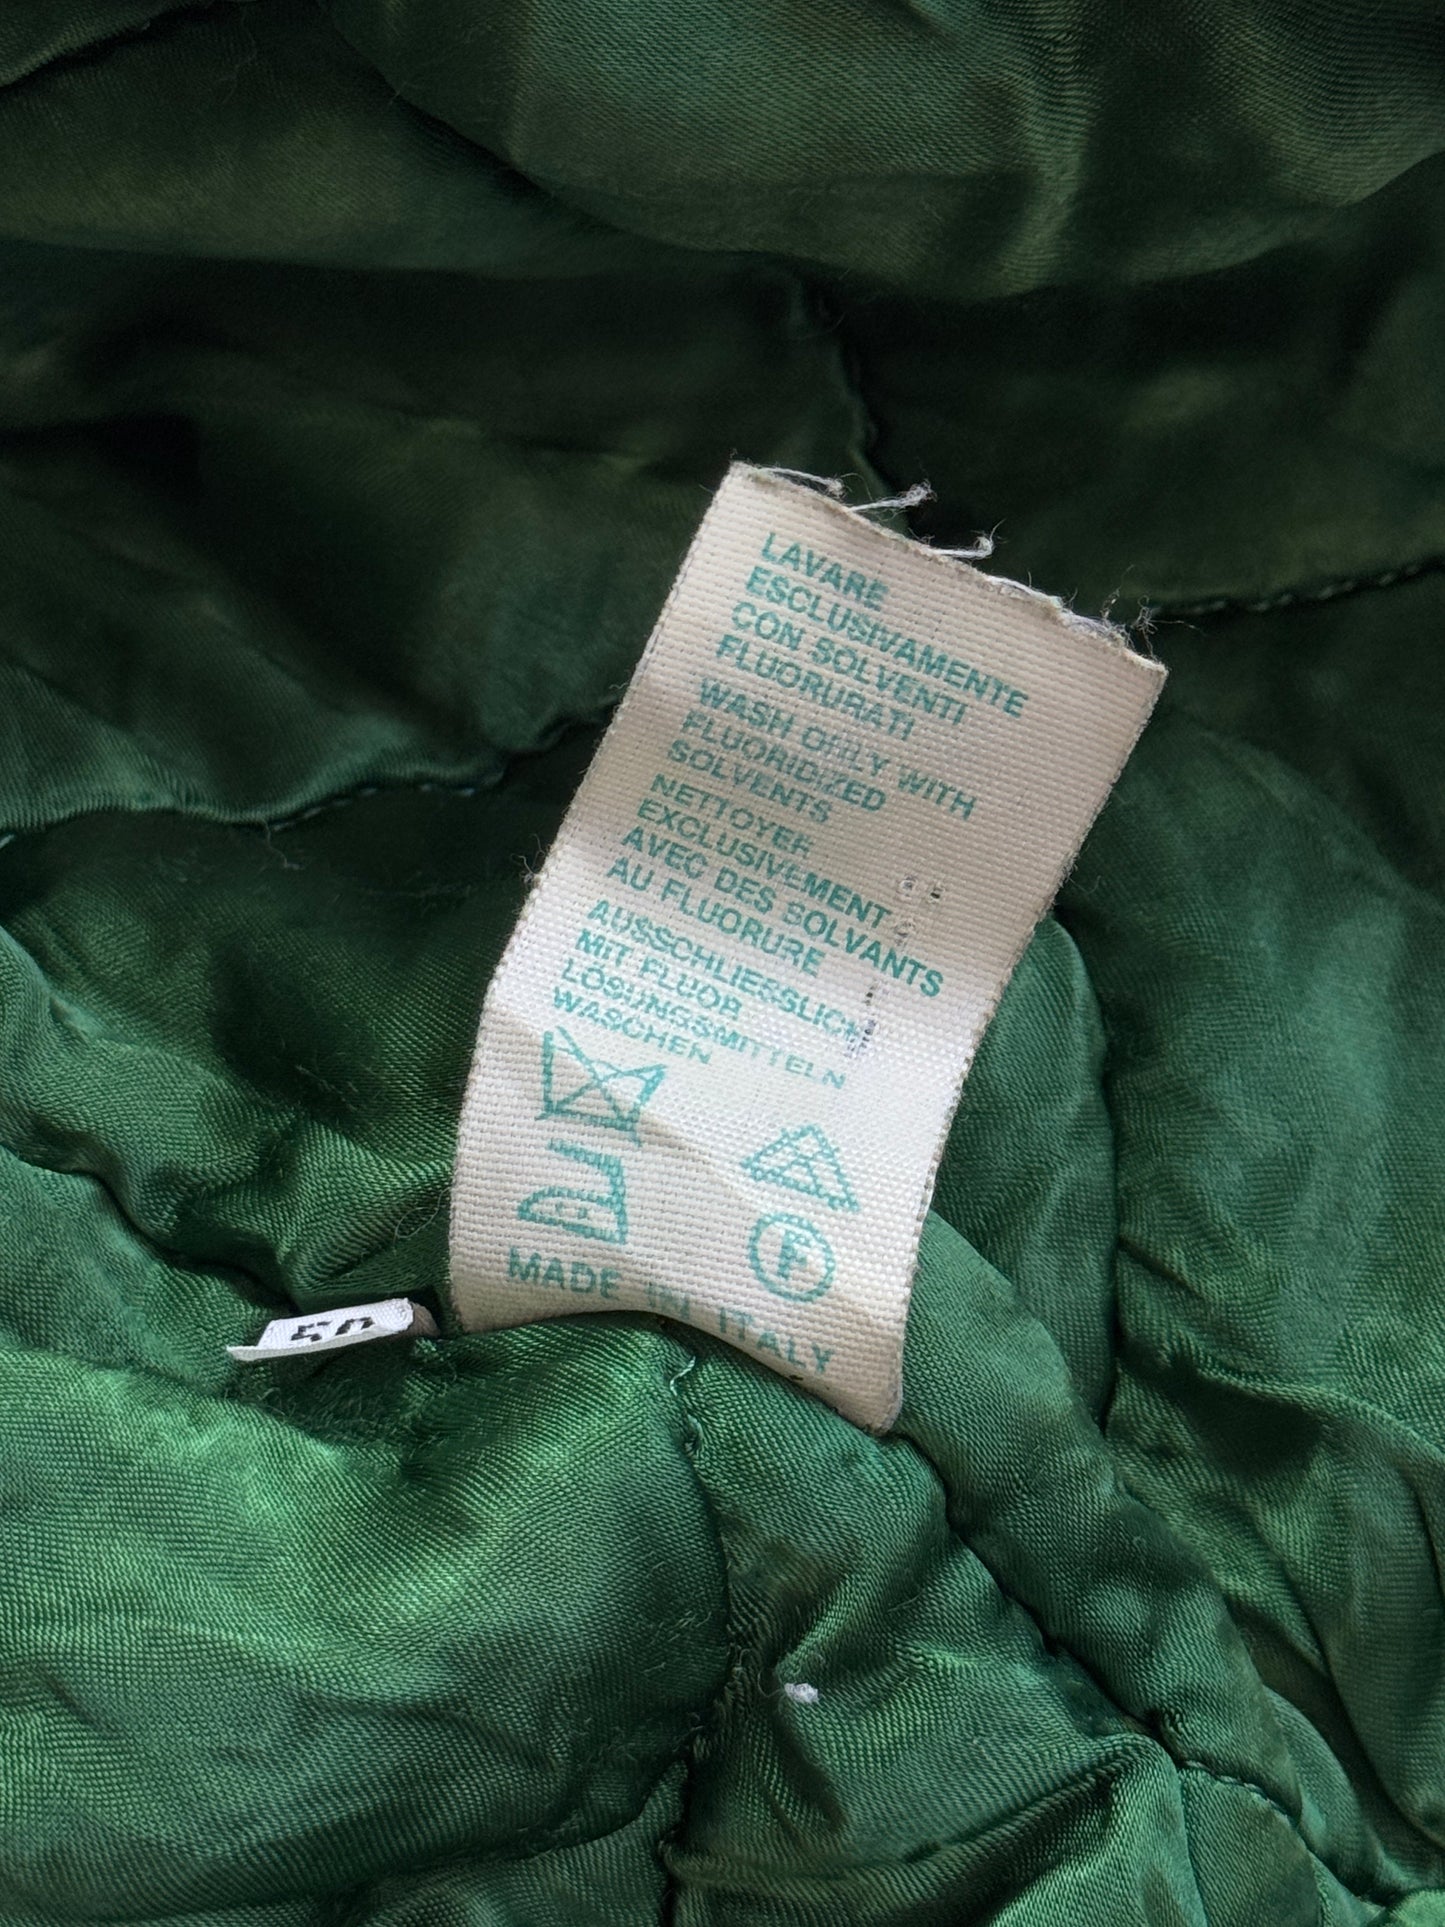 LAVARE
ESCLUSIVAMENTE
CON SOLVENTI
FLUORURATI
WASH ONLY WITH
FLUORIDIZED
SOLVENTS
NETTOYER
EXCLUSIVEMENT
AVEC DES SOLVANTS
AU FLUORURE
AUSSCHLIESSLICH
MIT FLUOR
LÖSUNGSMITTELN
WASCHEN
F
MADE IN ITALY
50